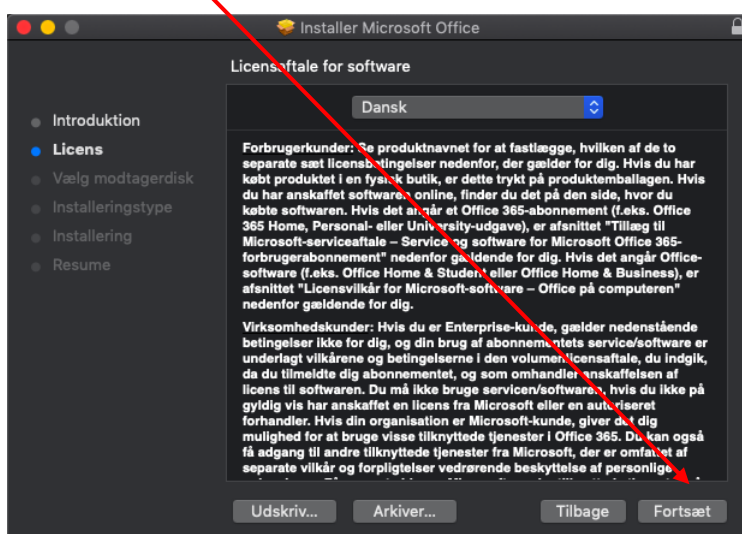 Installer Microsoft Office
Licensaftale for software
Introduktion
Licens
Vælg modtagerdisk
Installeringstype
Installering
Resume
Dansk
Forbrugerkunder: Se produktnavnet for at fastlægge, hvilken af de to
separate sæt licensbetingelser nedenfor, der gælder for dig. Hvis du har
købt produktet i en fysisk butik, er dette trykt på produktemballagen. Hvis
du har anskaffet softwaren online, finder du det på den side, hvor du
købte softwaren. Hvis det angår et Office 365-abonnement (f.eks. Office
365 Home, Personal- eller University-udgave), er afsnittet "Tillæg til
Microsoft-serviceaftale – Service og software for Microsoft Office 365-
forbrugerabonnement" nedenfor gældende for dig. Hvis det angår Office-
software (f.eks. Office Home & Student eller Office Home & Business), er
afsnittet "Licensvilkår for Microsoft-software – Office på computeren"
nedenfor gældende for dig.
Virksomhedskunder: Hvis du er Enterprise-kunde, gælder nedenstående
betingelser ikke for dig, og din brug af abonnementets service/software er
underlagt vilkårene og betingelserne i den volumenlicensaftale, du indgik,
da du tilmeldte dig abonnementet, og som omhandler anskaffelsen af
licens til softwaren. Du må ikke bruge servicen/softwaren, hvis du ikke på
gyldig vis har anskaffet en licens fra Microsoft eller en autoriseret
forhandler. Hvis din organisation er Microsoft-kunde, giver det dig
mulighed for at bruge visse tilknyttede tjenester i Office 365. Du kan også
få adgang til andre tilknyttede tjenester fra Microsoft, der er omfattet af
separate vilkår og forpligtelser vedrørende beskyttelse af personlige
Udskriv...
Arkiver...
Tilbage
Fortsæt